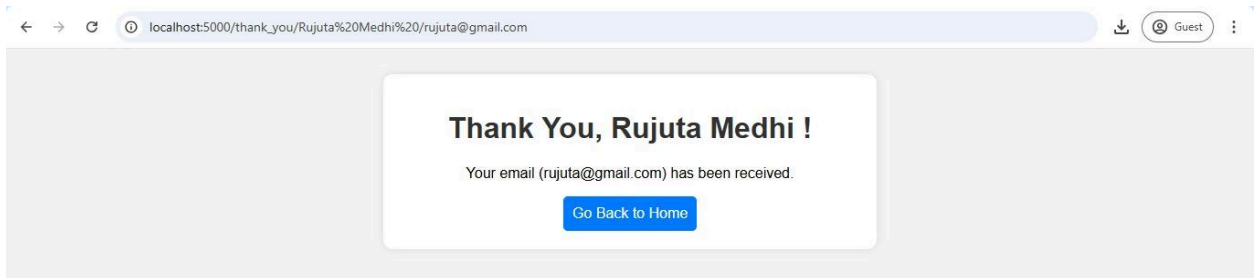 localhost:5000/thank_you/Rujuta%20Medhi%20/rujuta@gmail.com
Guest
Thank You, Rujuta Medhi !
Your email (rujuta@gmail.com) has been received.
Go Back to Home